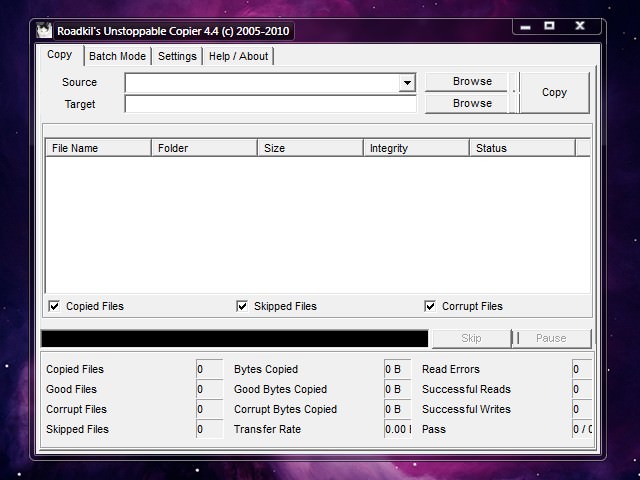 Roadkil's Unstoppable Copier 4.4 (c) 2005-2010
Copy Batch Mode Settings Help / About
Source Browse
Copy
Target Browse
File Name Folder Size Integrity Status
Copied Files Skipped Files Corrupt Files
Skip Pause
Copied Files 0 Bytes Copied 0 B Read Errors 0
Good Files 0 Good Bytes Copied 0 B Successful Reads 0
Corrupt Files 0 Corrupt Bytes Copied 0 B Successful Writes 0
Skipped Files 0 Transfer Rate 0.00 Pass 0 /